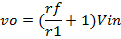 vo = (rf/r1 + 1)Vin